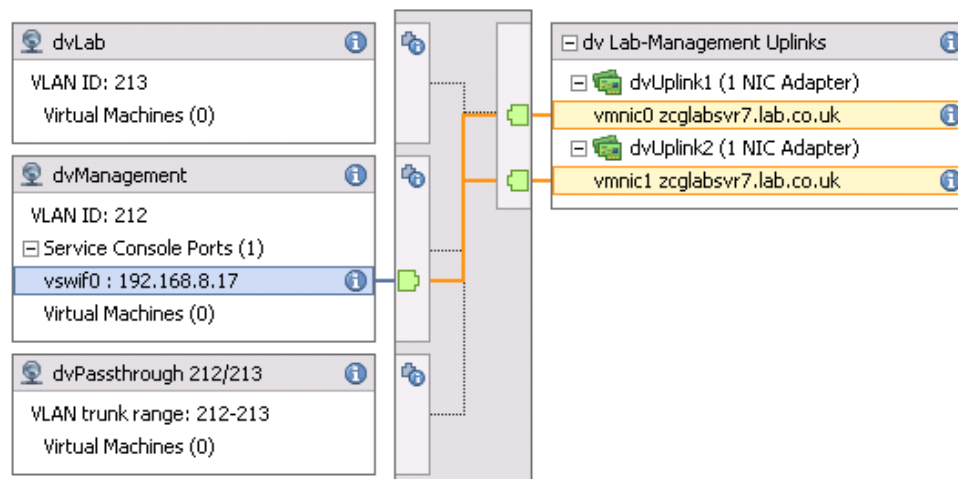 dvLab
VLAN ID: 213
Virtual Machines (0)
dvManagement
VLAN ID: 212
Service Console Ports (1)
vswif0 : 192.168.8.17
Virtual Machines (0)
dvPassthrough 212/213
VLAN trunk range: 212-213
Virtual Machines (0)
dv Lab-Management Uplinks
dvUplink1 (1 NIC Adapter)
vmnic0 zcglabsvr7.lab.co.uk
dvUplink2 (1 NIC Adapter)
vmnic1 zcglabsvr7.lab.co.uk